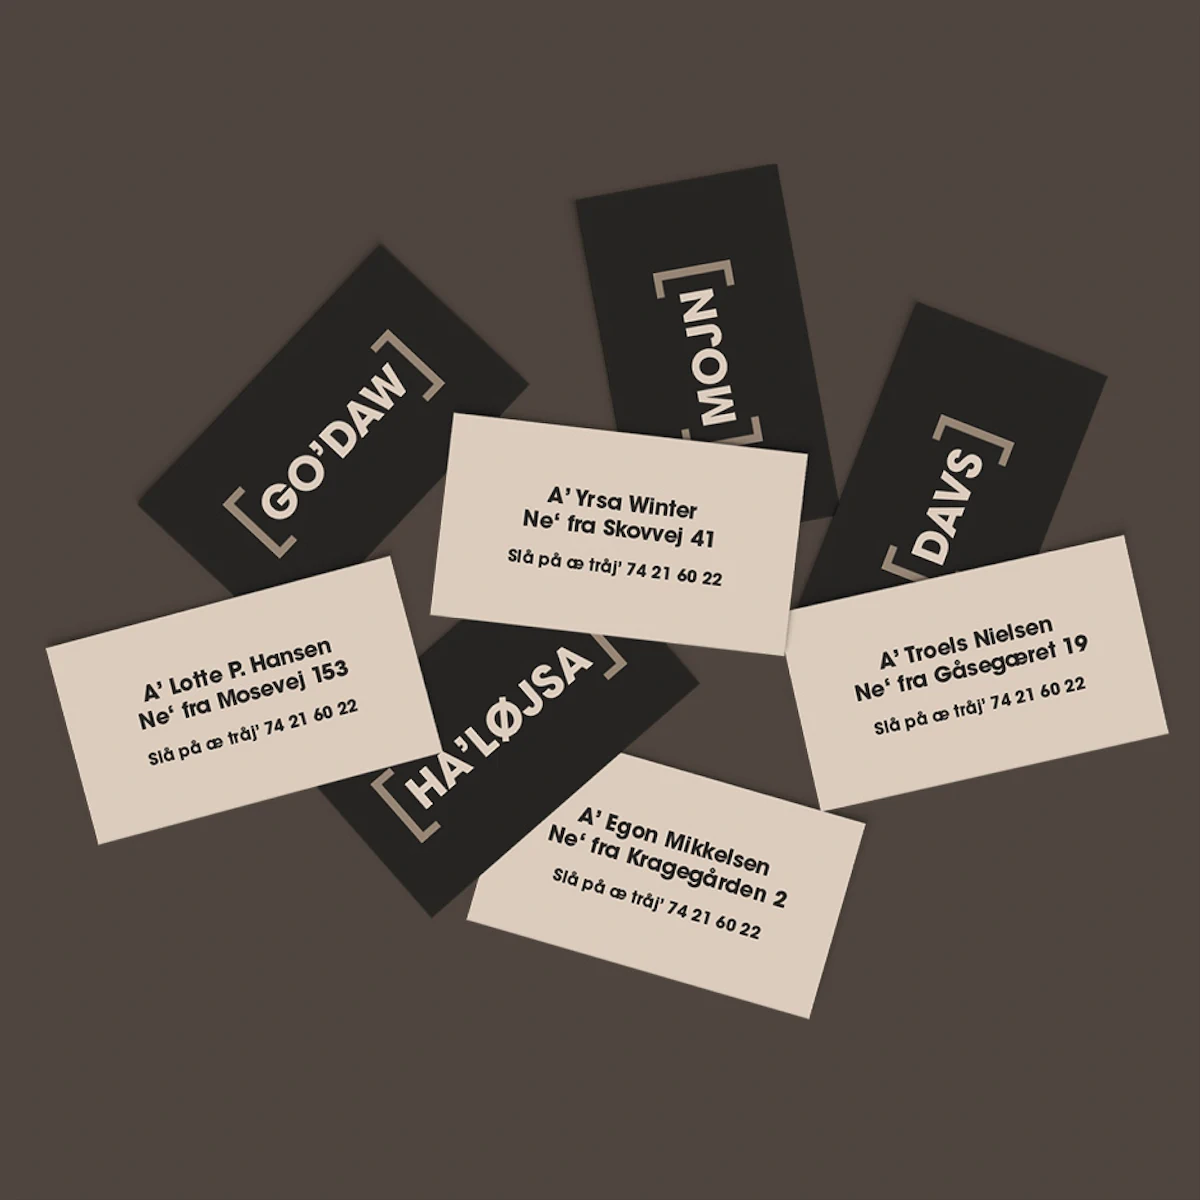 [GO’DAW]
[MOJN]
[DAVS]
A’ Yrsa Winter
Ne‘ fra Skovvej 41
Slå på æ tråj’ 74 21 60 22
A’ Lotte P. Hansen
Ne‘ fra Mosevej 153
Slå på æ tråj’ 74 21 60 22
A’ Troels Nielsen
Ne‘ fra Gåsegæret 19
Slå på æ tråj’ 74 21 60 22
[HA’LØJSA]
A’ Egon Mikkelsen
Ne‘ fra Kragegården 2
Slå på æ tråj’ 74 21 60 22